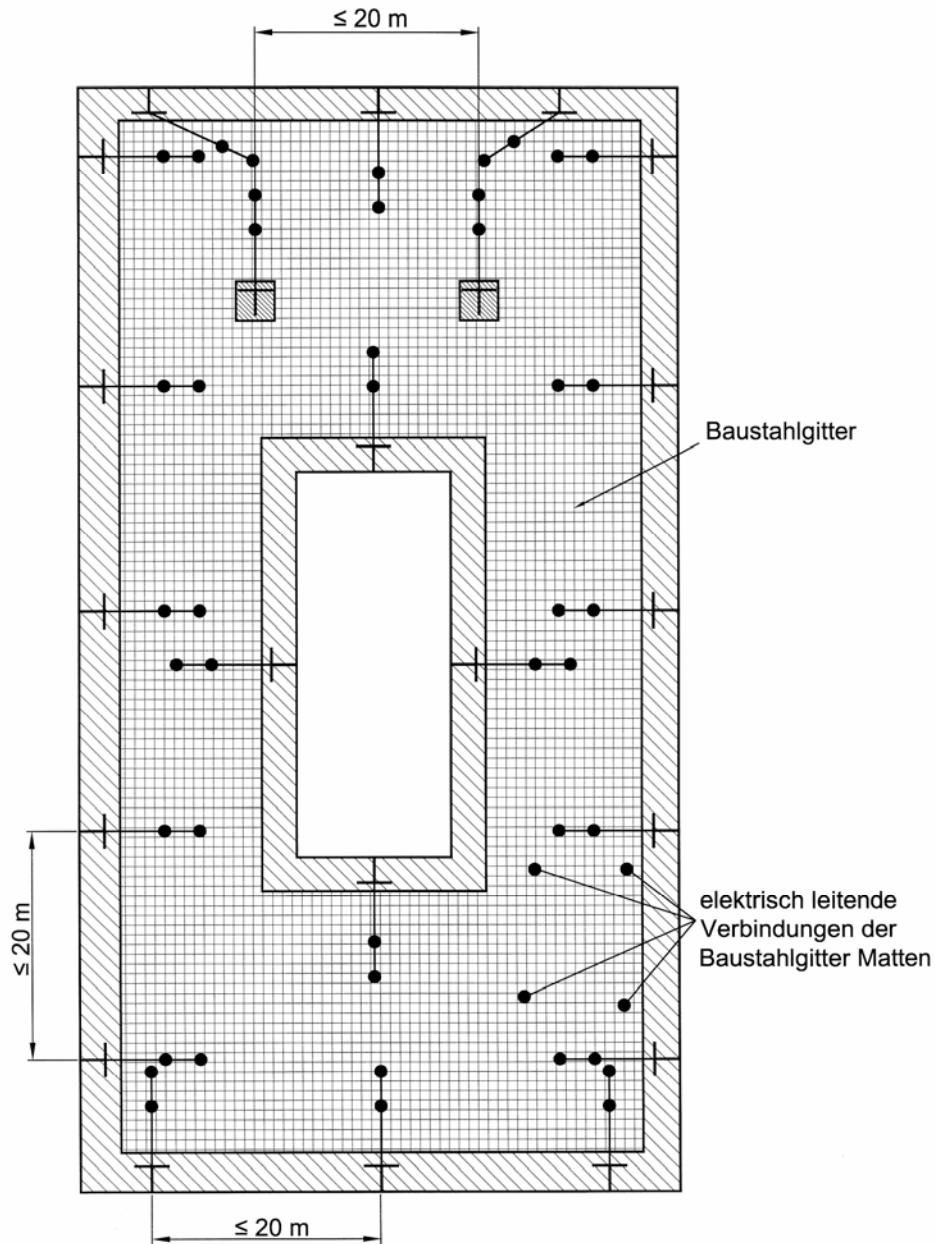 ≤ 20 m
Baustahlgitter
elektrisch leitende
Verbindungen der
Baustahlgitter Matten
≤ 20 m
≤ 20 m